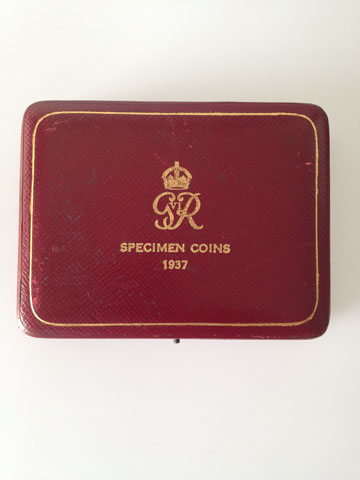 GVIR
SPECIMEN COINS
1937